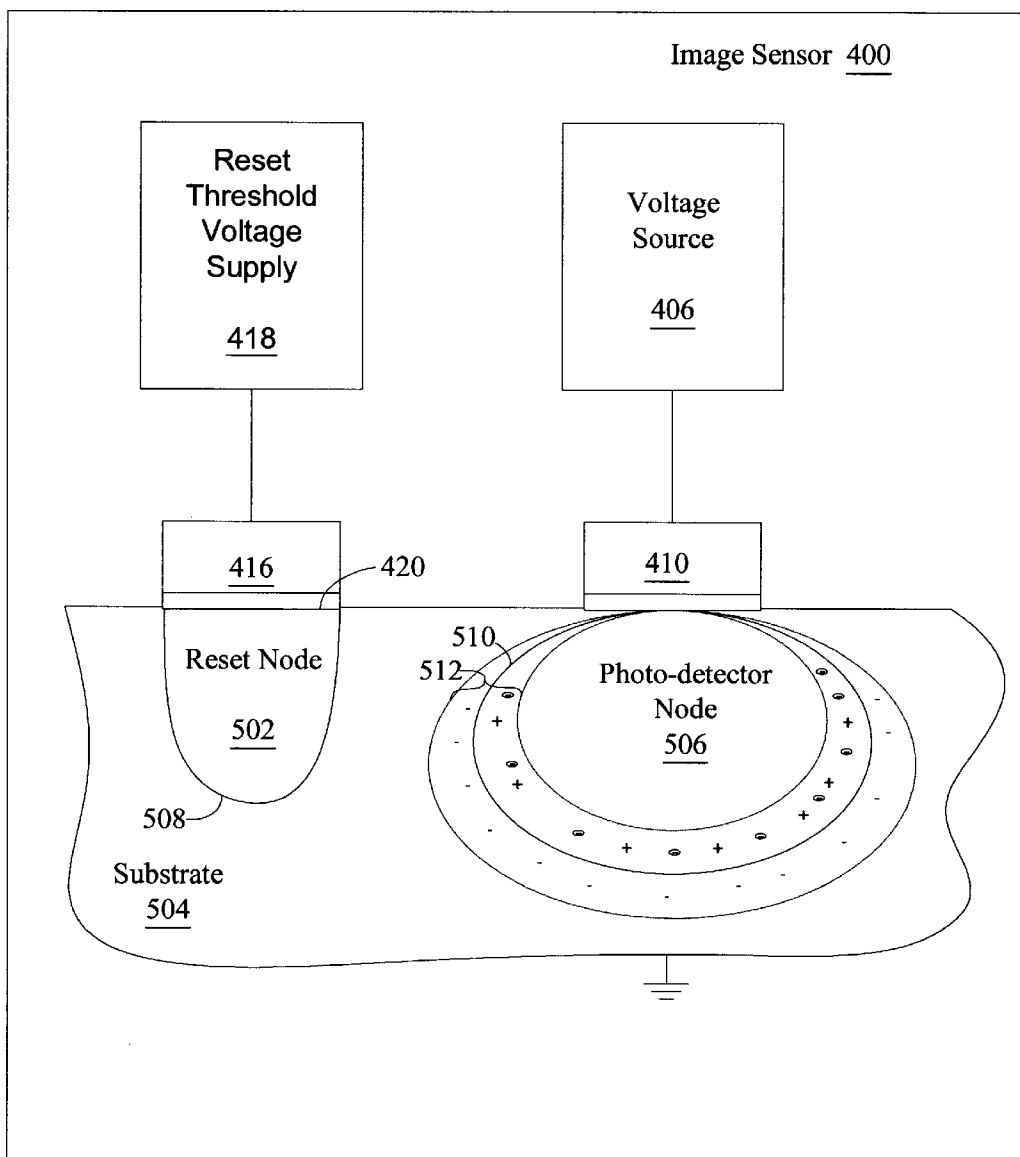 Image Sensor 400
Reset
Threshold
Voltage
Supply
418
Voltage
Source
406
416
420
410
Reset Node
502
510
512
Photo-detector
Node
506
508
Substrate
504